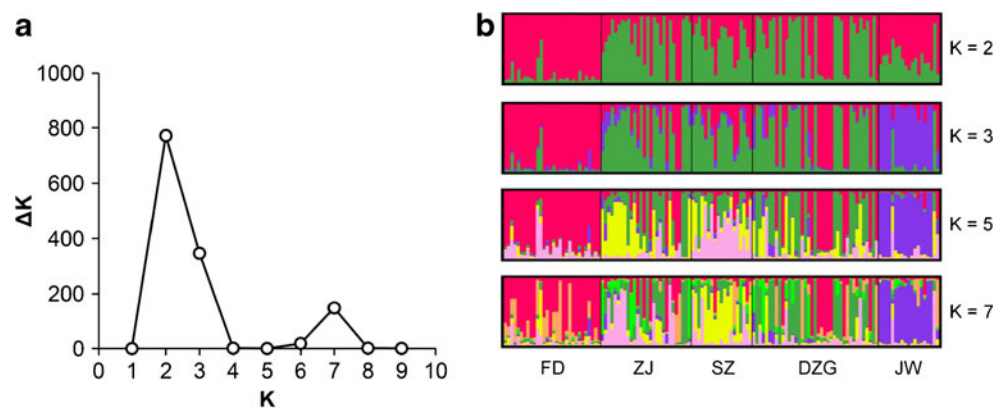 a
1000
800
600
400
200
0
ΔK
0 1 2 3 4 5 6 7 8 9 10
K
b
K = 2
K = 3
K = 5
K = 7
FD ZJ SZ DZG JW